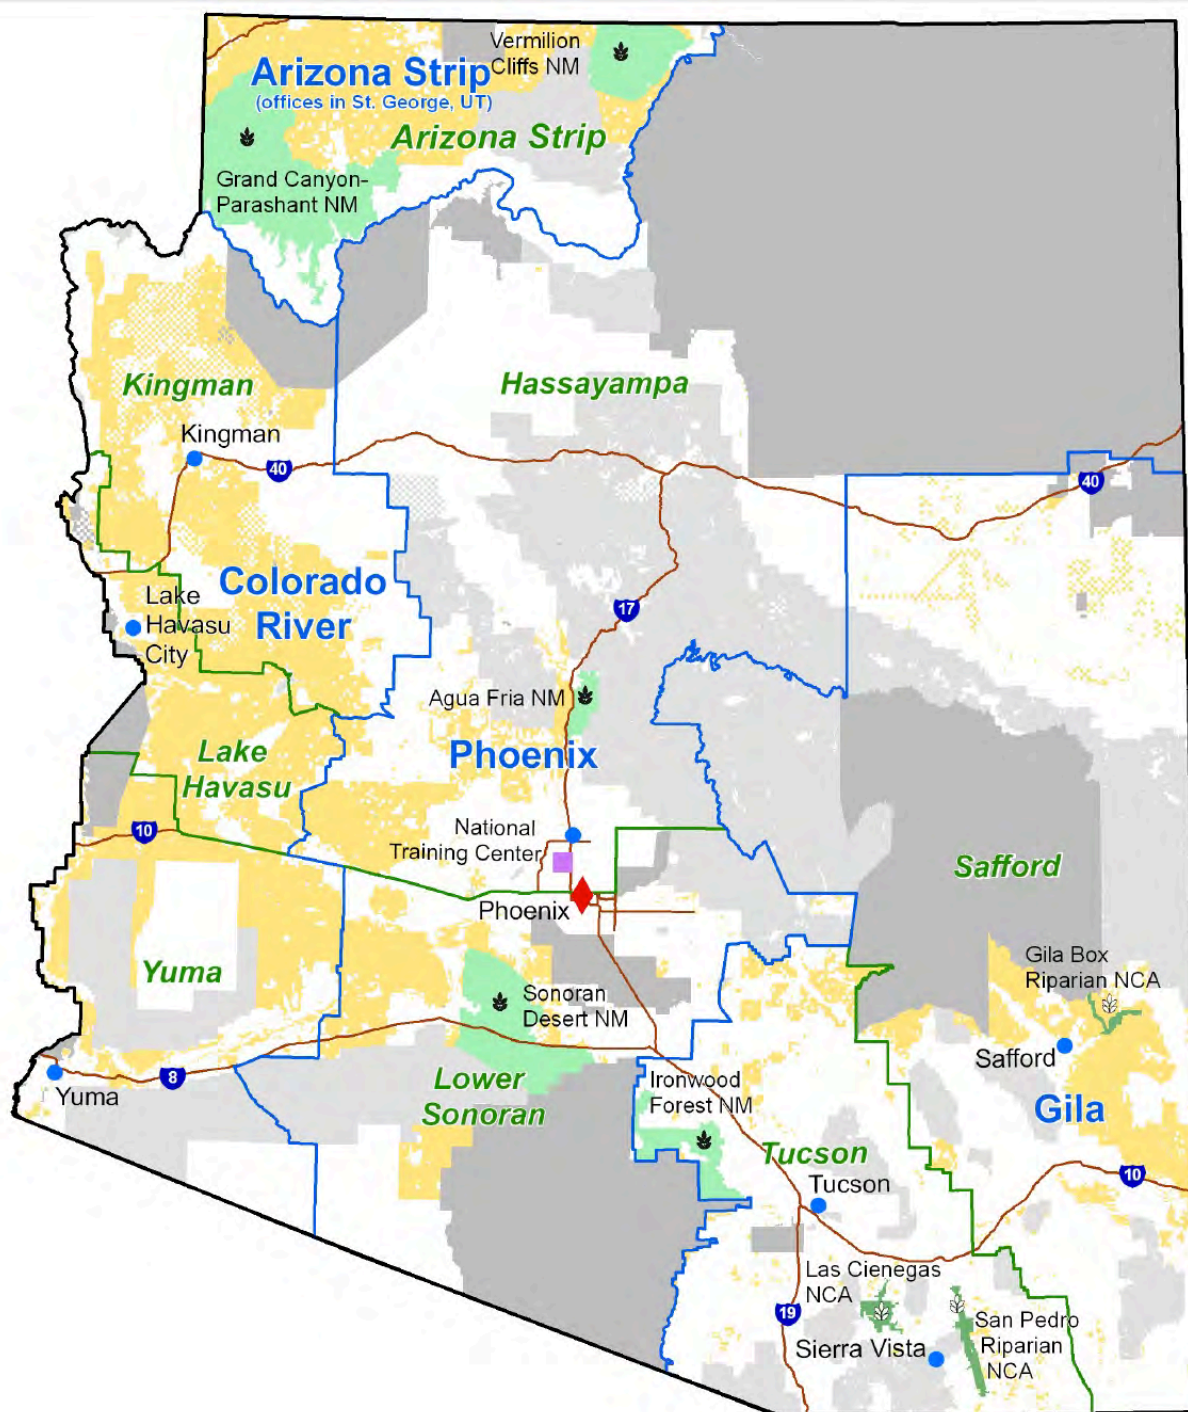 Vermilion
Cliffs NM
Arizona Strip
(offices in St. George, UT)
Arizona Strip
Grand Canyon-
Parashant NM
Kingman
Hassayampa
Kingman
40
40
Colorado
River
Lake
Havasu
City
17
Agua Fria NM
Lake
Havasu
Phoenix
10
National
Training Center
Safford
Phoenix
Yuma
Gila Box
Riparian NCA
Sonoran
Desert NM
Safford
Yuma
8
Lower
Sonoran
Ironwood
Forest NM
Gila
Tucson
10
Tucson
Las Cienegas
NCA
19
San Pedro
Riparian
NCA
Sierra Vista